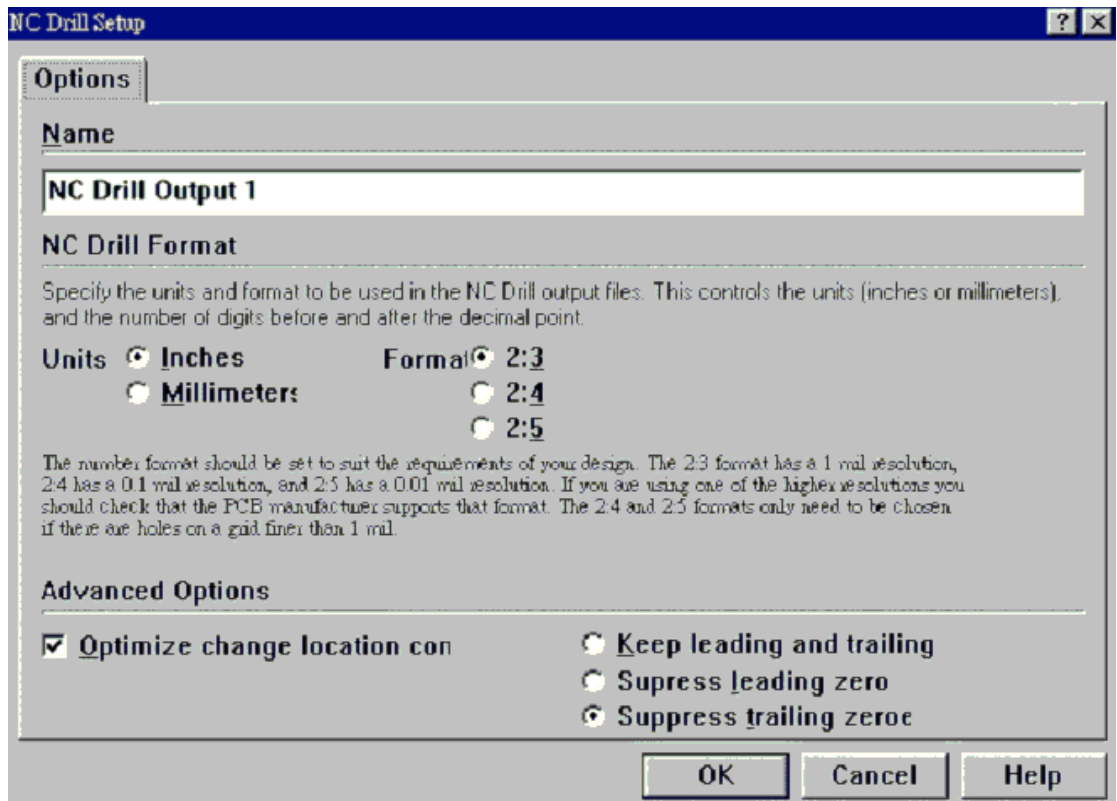 NC Drill Setup
Options
Name
NC Drill Output 1
NC Drill Format
Specify the units and format to be used in the NC Drill output files. This controls the units (inches or millimeters),
and the number of digits before and after the decimal point.
Units Inches Format 2:3
Millimeters 2:4
2:5
The number format should be set to suit the requirements of your design. The 2:3 format has a 1 mil resolution,
2:4 has a 0.1 mil resolution, and 2:5 has a 0.01 mil resolution. If you are using one of the higher resolutions you
should check that the PCB manufacturer supports that format. The 2:4 and 2:5 formats only need to be chosen
if there are holes on a grid finer than 1 mil.
Advanced Options
Optimize change location con Keep leading and trailing
Supress leading zero
Suppress trailing zeroe
OK Cancel Help